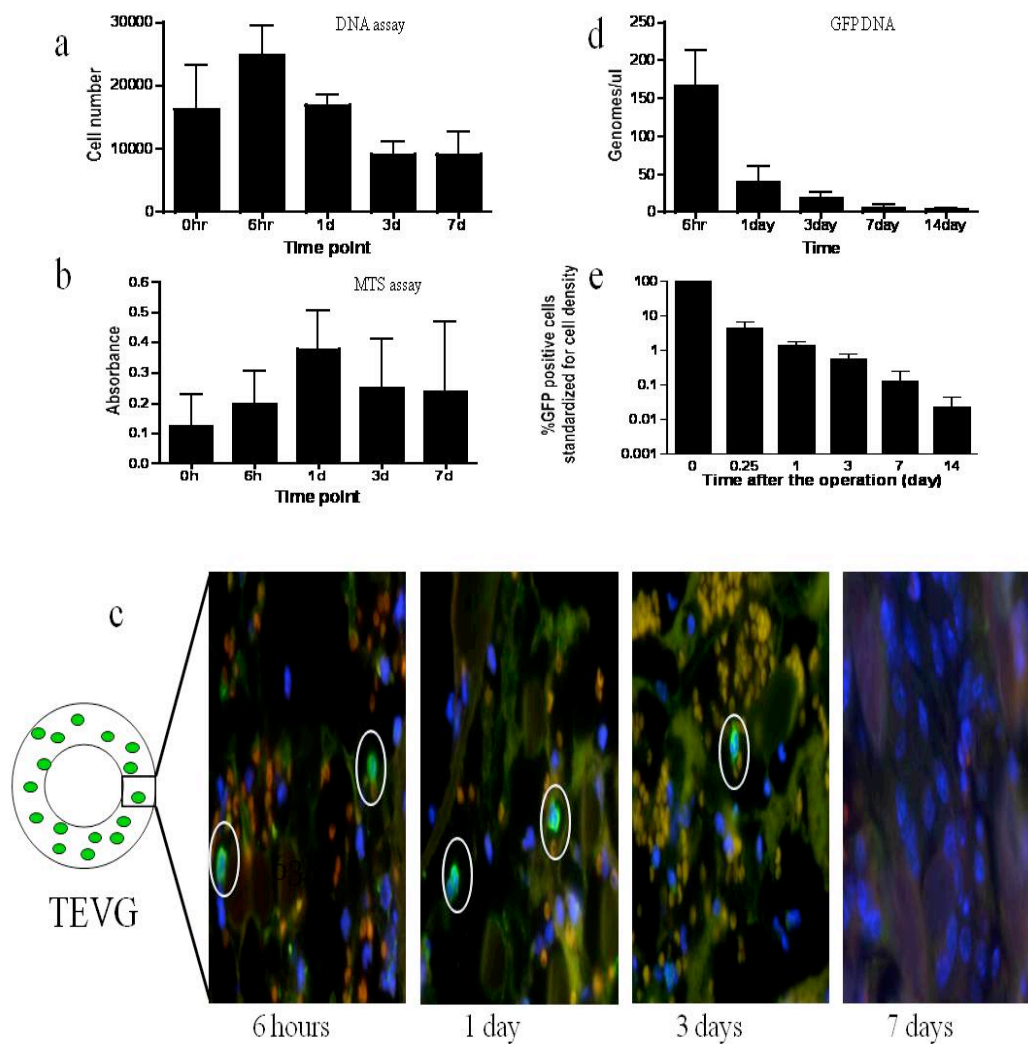 a
DNA assay
30000
20000
10000
0
Cell number
0hr 6hr 1d 3d 7d
Time point
b
MTS assay
0.6
0.5
0.4
0.3
0.2
0.1
0.0
Absorbance
0h 6h 1d 3d 7d
Time point
d
GFP DNA
250
200
150
100
50
0
Genomes/ul
6hr 1day 3day 7day 14day
Time
e
100
10
1
0.1
0.01
0.001
%GFP positive cells
standardized for cell density
0 0.25 1 3 7 14
Time after the operation (day)
c
TEVG
6 hours 1 day 3 days 7 days